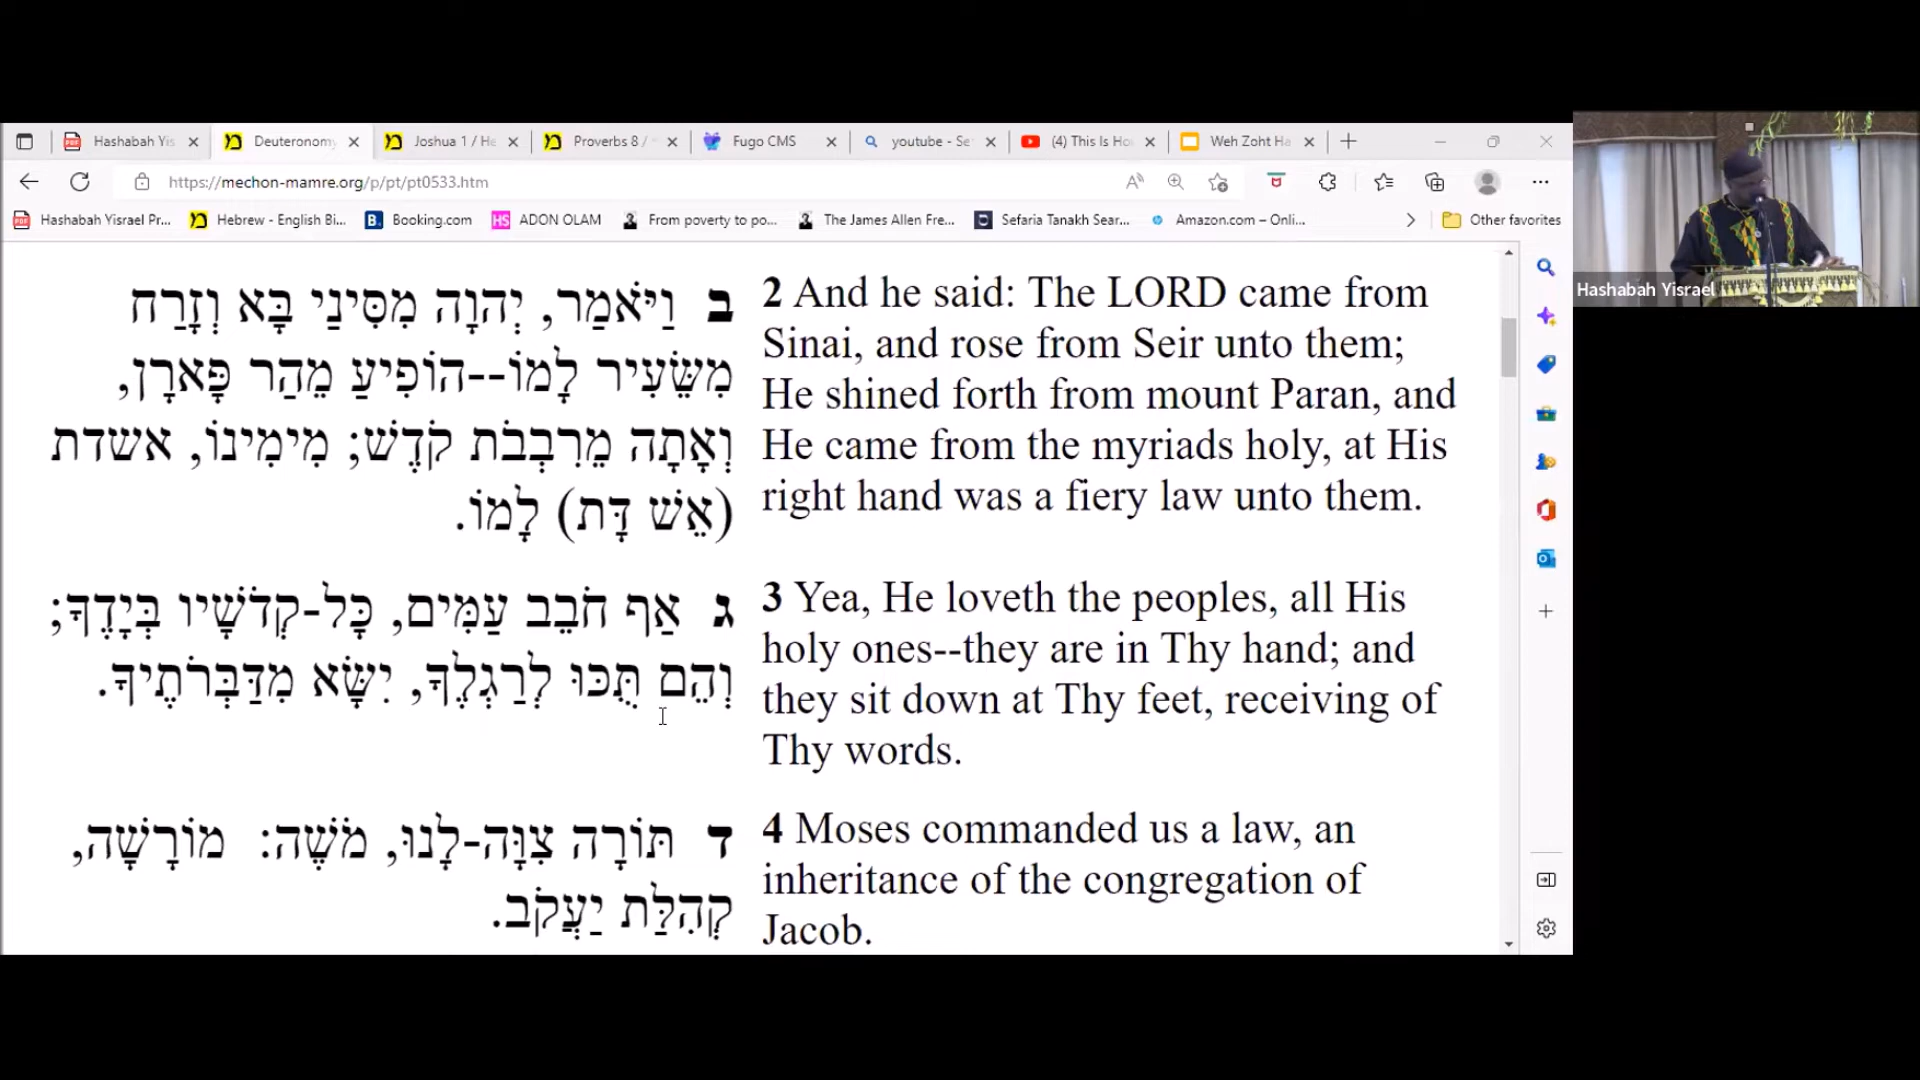 Hashabah Yis
Deuteronomy
Joshua 1 / He
Proverbs 8 /
Fugo CMS
youtube - Se
(4) This Is Ho
Weh Zoht Ha
https://mechon-mamre.org/p/pt/pt0533.htm
Hashabah Yisrael Pr...
Hebrew - English Bi...
Booking.com
ADON OLAM
From poverty to po...
The James Allen Fre...
Sefaria Tanakh Sear...
Amazon.com – Onli...
Other favorites
ב וַיֹּאמַר, יְהוָה מִסִּינַי בָּא וְזָרַח
מִשֵּׂעִיר לָמוֹ--הוֹפִיעַ מֵהַר פָּארָן,
וְאָתָה מֵרִבְבֹת קֹדֶשׁ; מִימִינוֹ, אשדת
(אֵשׁ דָּת) לָמוֹ.
2 And he said: The LORD came from
Sinai, and rose from Seir unto them;
He shined forth from mount Paran, and
He came from the myriads holy, at His
right hand was a fiery law unto them.
ג אַף חֹבֵב עַמִּים, כָּל-קְדֹשָׁיו בְּיָדֶךָ;
וְהֵם תֻּכּוּ לְרַגְלֶךָ, יִשָּׂא מִדַּבְּרֹתֶיךָ.
3 Yea, He loveth the peoples, all His
holy ones--they are in Thy hand; and
they sit down at Thy feet, receiving of
Thy words.
ד תּוֹרָה צִוָּה-לָנוּ, מֹשֶׁה: מוֹרָשָׁה,
קְהִלַּת יַעֲקֹב.
4 Moses commanded us a law, an
inheritance of the congregation of
Jacob.
Hashabah Yisrael